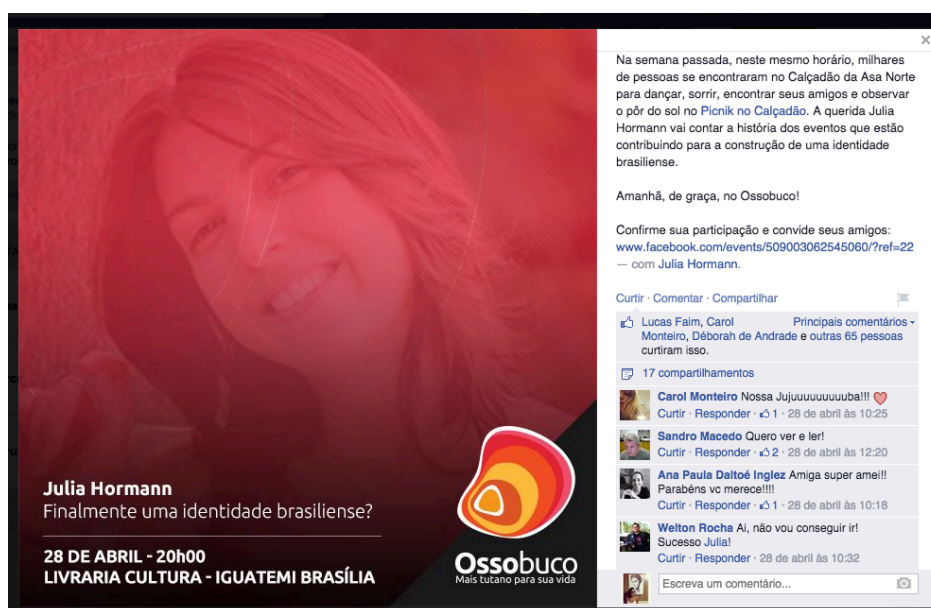 Julia Hormann
Finalmente uma identidade brasiliense?
28 DE ABRIL - 20h00
LIVRARIA CULTURA - IGUATEMI BRASÍLIA
Ossobuco
Mais tutano para sua vida
Na semana passada, neste mesmo horário, milhares
de pessoas se encontraram no Calçadão da Asa Norte
para dançar, sorrir, encontrar seus amigos e observar
o pôr do sol no Picnik no Calçadão. A querida Julia
Hormann vai contar a história dos eventos que estão
contribuindo para a construção de uma identidade
brasiliense.
Amanhã, de graça, no Ossobuco!
Confirme sua participação e convide seus amigos:
www.facebook.com/events/509003062545060/?ref=22
— com Julia Hormann.
Curtir · Comentar · Compartilhar
Lucas Faim, Carol Principais comentários
Monteiro, Déborah de Andrade e outras 65 pessoas
curtiram isso.
17 compartilhamentos
Carol Monteiro Nossa Jujuuuuuuuuuba!!! ❤
Curtir · Responder · 1 · 28 de abril às 10:25
Sandro Macedo Quero ver e ler!
Curtir · Responder · 2 · 28 de abril às 12:20
Ana Paula Daltoé Inglez Amiga super amei!!
Parabéns vc merece!!!!
Curtir · Responder · 1 · 28 de abril às 10:18
Welton Rocha Ai, não vou conseguir ir!
Sucesso Julia!
Curtir · Responder · 28 de abril às 10:32
Escreva um comentário...